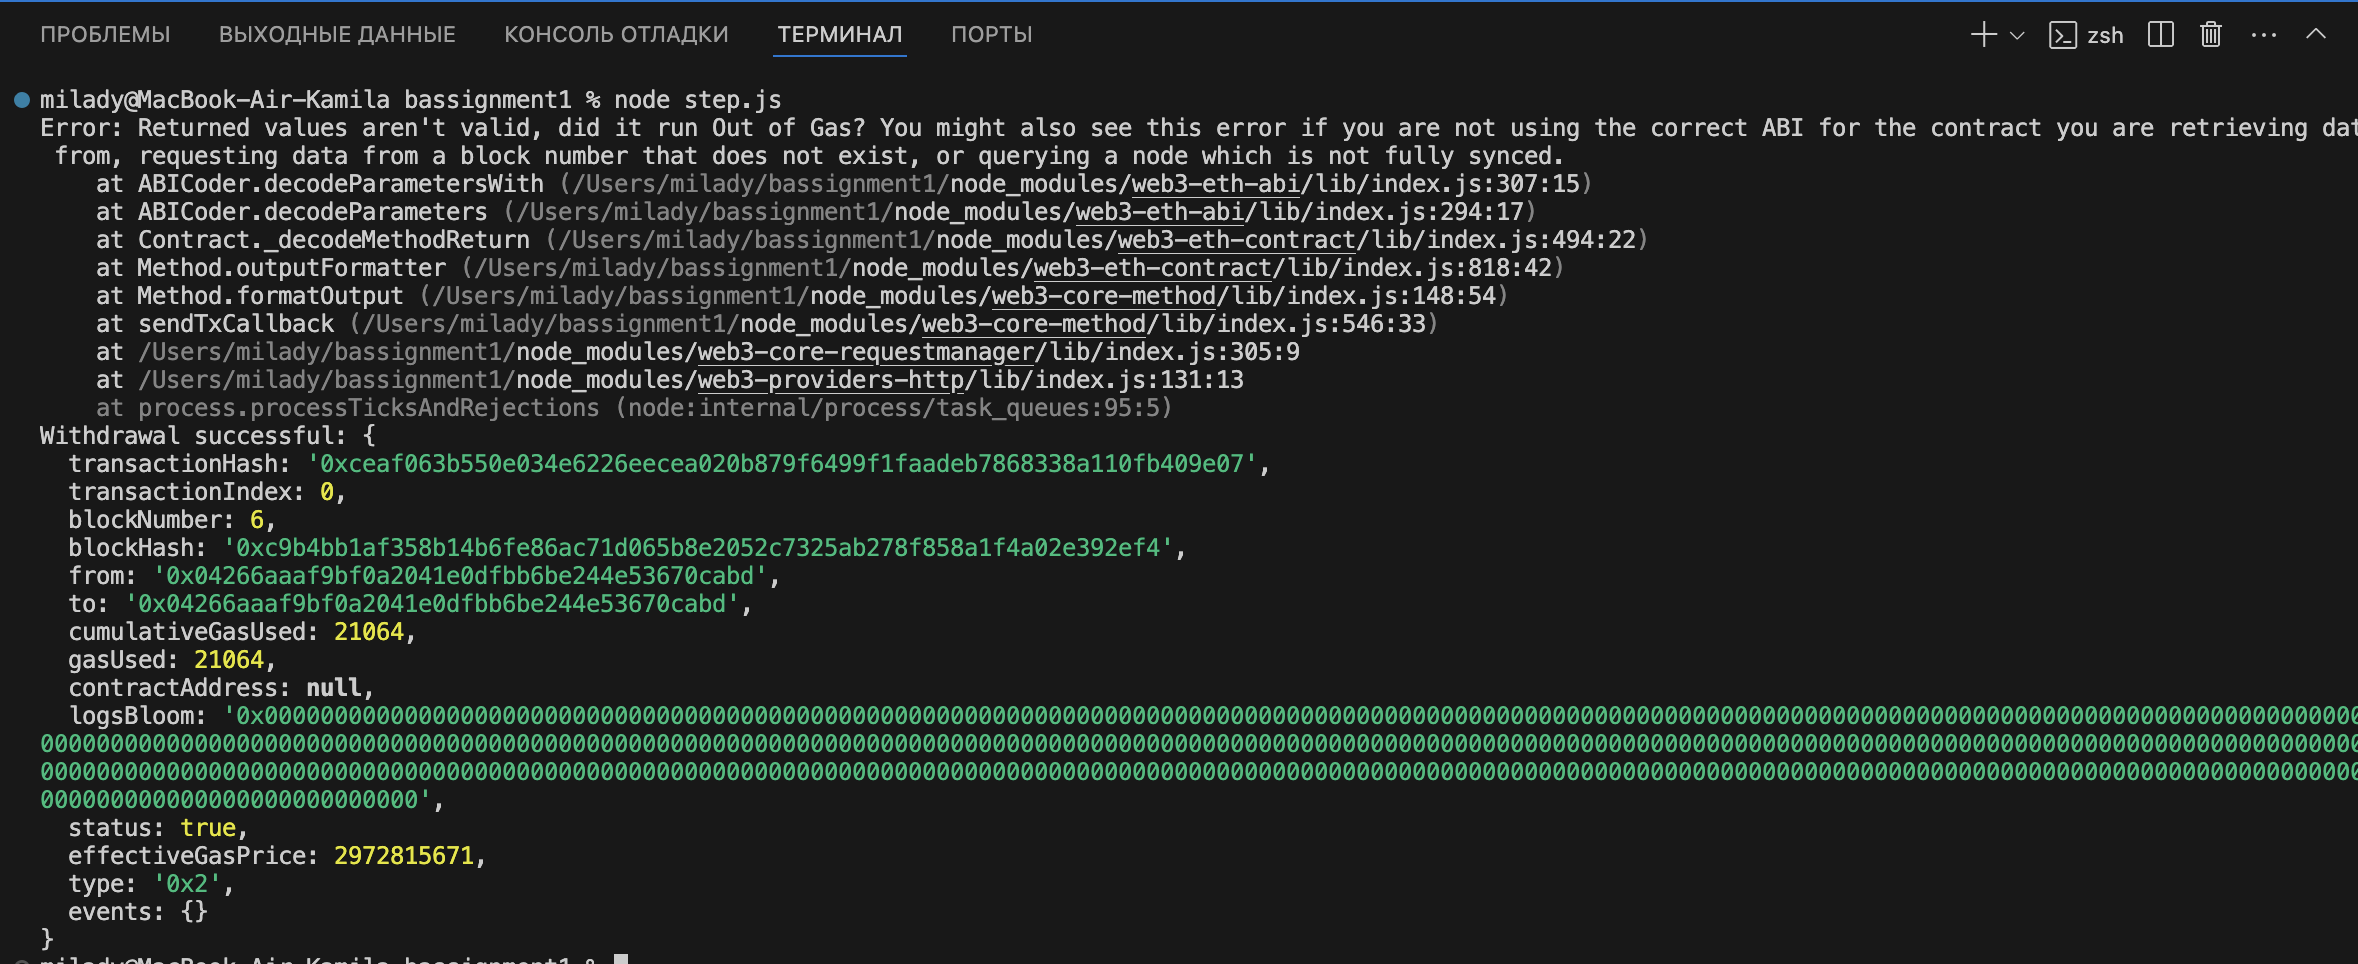 ПРОБЛЕМЫ ВЫХОДНЫЕ ДАННЫЕ КОНСОЛЬ ОТЛАДКИ ТЕРМИНАЛ ПОРТЫ zsh
milady@MacBook-Air-Kamila bassignment1 % node step.js
Error: Returned values aren't valid, did it run Out of Gas? You might also see this error if you are not using the correct ABI for the contract you are retrieving dat
from, requesting data from a block number that does not exist, or querying a node which is not fully synced.
at ABICoder.decodeParametersWith (/Users/milady/bassignment1/node_modules/web3-eth-abi/lib/index.js:307:15)
at ABICoder.decodeParameters (/Users/milady/bassignment1/node_modules/web3-eth-abi/lib/index.js:294:17)
at Contract._decodeMethodReturn (/Users/milady/bassignment1/node_modules/web3-eth-contract/lib/index.js:494:22)
at Method.outputFormatter (/Users/milady/bassignment1/node_modules/web3-eth-contract/lib/index.js:818:42)
at Method.formatOutput (/Users/milady/bassignment1/node_modules/web3-core-method/lib/index.js:148:54)
at sendTxCallback (/Users/milady/bassignment1/node_modules/web3-core-method/lib/index.js:546:33)
at /Users/milady/bassignment1/node_modules/web3-core-requestmanager/lib/index.js:305:9
at /Users/milady/bassignment1/node_modules/web3-providers-http/lib/index.js:131:13
at process.processTicksAndRejections (node:internal/process/task_queues:95:5)
Withdrawal successful: {
transactionHash: '0xceaf063b550e034e6226eecea020b879f6499f1faadeb7868338a110fb409e07',
transactionIndex: 0,
blockNumber: 6,
blockHash: '0xc9b4bb1af358b14b6fe86ac71d065b8e2052c7325ab278f858a1f4a02e392ef4',
from: '0x04266aaaf9bf0a2041e0dfbb6be244e53670cabd',
to: '0x04266aaaf9bf0a2041e0dfbb6be244e53670cabd',
cumulativeGasUsed: 21064,
gasUsed: 21064,
contractAddress: null,
logsBloom:
status: true,
effectiveGasPrice: 2972815671,
type: '0x2',
events: {}
}
milady@MacBook-Air-Kamila bassignment1 %